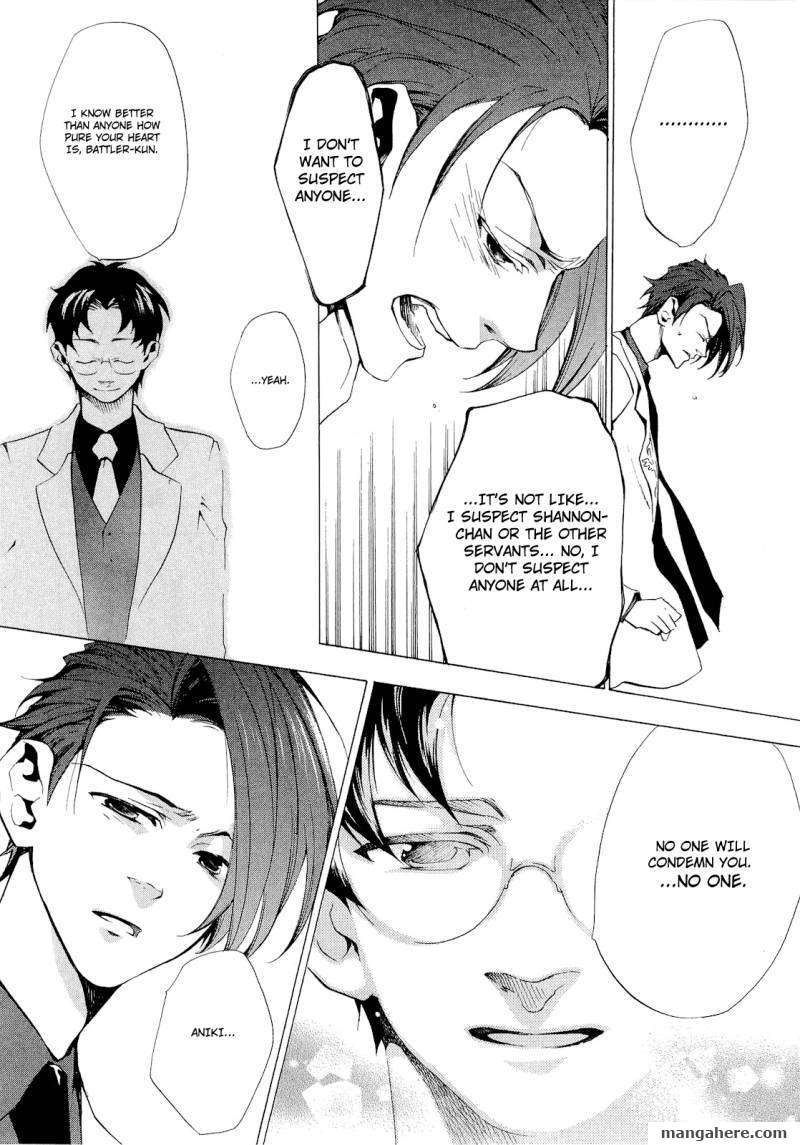 ............
I DON'T
WANT TO
SUSPECT
ANYONE...
...IT'S NOT LIKE...
I SUSPECT SHANNON-
CHAN OR THE OTHER
SERVANTS... NO, I
DON'T SUSPECT
ANYONE AT ALL...
I KNOW BETTER
THAN ANYONE HOW
PURE YOUR HEART
IS, BATTLER-KUN.
...YEAH.
NO ONE WILL
CONDEMN YOU.
...NO ONE.
ANIKI...
mangahere.com